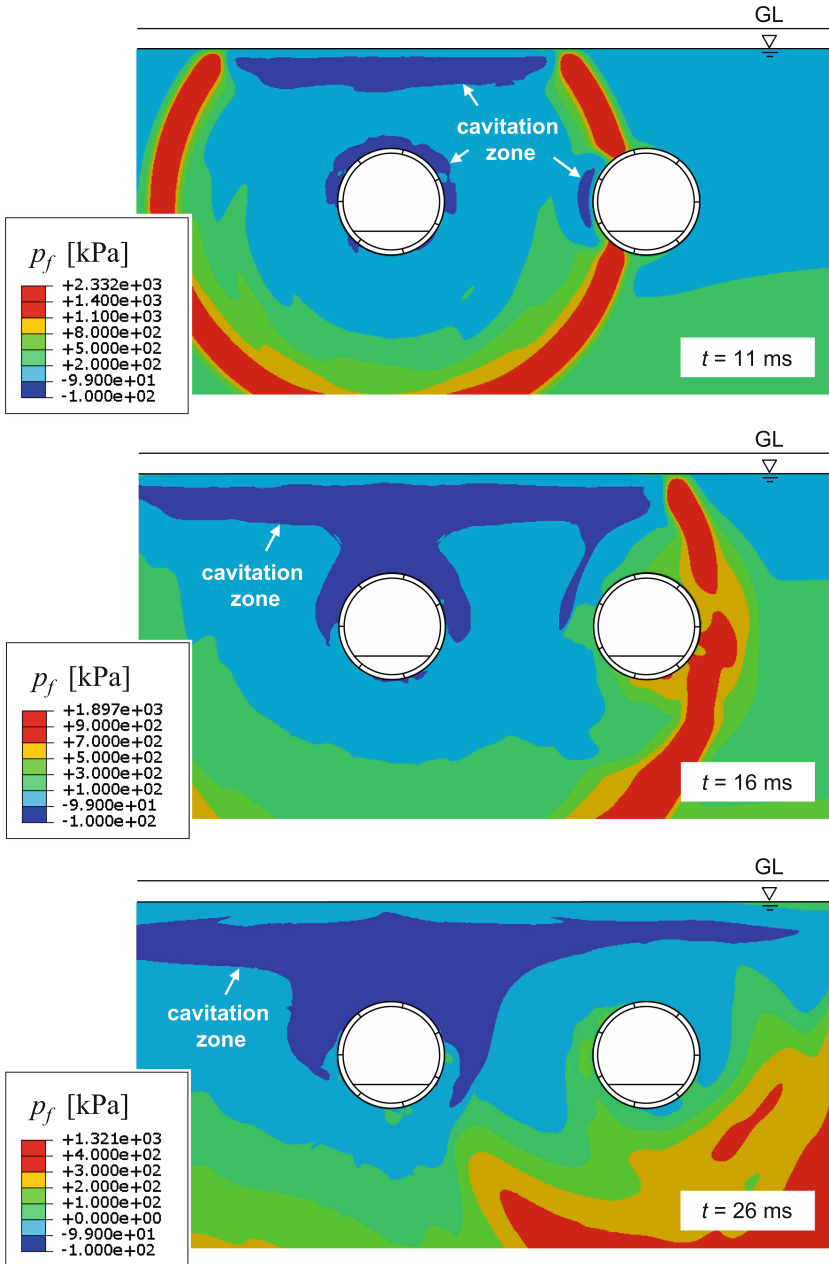 GL
cavitation
zone
p_f [kPa]
+2.332e+03
+1.400e+03
+1.100e+03
+8.000e+02
+5.000e+02
+2.000e+02
-9.900e+01
-1.000e+02
t = 11 ms
GL
cavitation
zone
p_f [kPa]
+1.897e+03
+9.000e+02
+7.000e+02
+5.000e+02
+3.000e+02
+1.000e+02
-9.900e+01
-1.000e+02
t = 16 ms
GL
cavitation
zone
p_f [kPa]
+1.321e+03
+4.000e+02
+3.000e+02
+2.000e+02
+1.000e+02
+0.000e+00
-9.900e+01
-1.000e+02
t = 26 ms